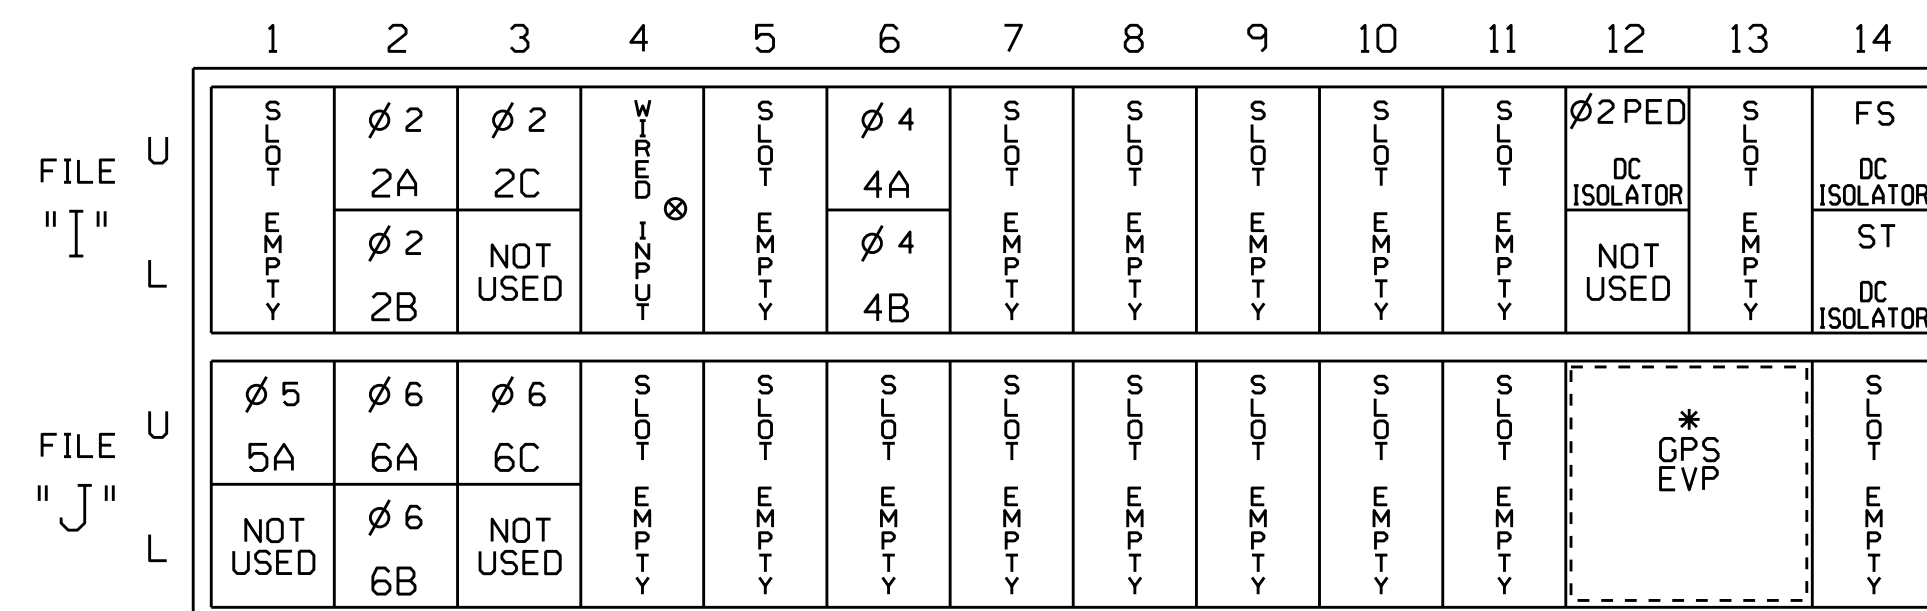 1 2 3 4 5 6 7 8 9 10 11 12 13 14
FILE
"I"
U
L
SLOT EMPTY
Ø 2
2A
Ø 2
2B
Ø 2
2C
NOT
USED
WIRED INPUT
⊗
SLOT EMPTY
Ø 4
4A
Ø 4
4B
SLOT EMPTY
SLOT EMPTY
SLOT EMPTY
SLOT EMPTY
SLOT EMPTY
Ø2 PED
DC
ISOLATOR
NOT
USED
SLOT EMPTY
FS
DC
ISOLATOR
ST
DC
ISOLATOR
FILE
"J"
U
L
Ø 5
5A
NOT
USED
Ø 6
6A
Ø 6
6B
Ø 6
6C
NOT
USED
SLOT EMPTY
SLOT EMPTY
SLOT EMPTY
SLOT EMPTY
SLOT EMPTY
SLOT EMPTY
SLOT EMPTY
SLOT EMPTY
*
GPS
EVP
SLOT EMPTY